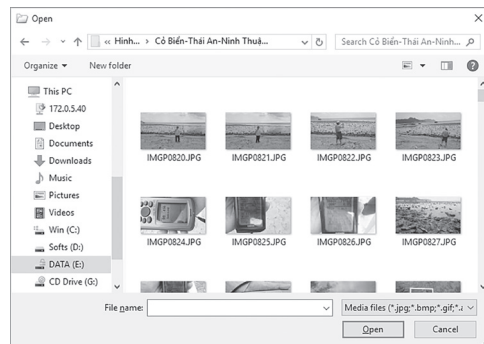 Open
« Hinh... > Cỏ Biển-Thái An-Ninh Thuậ...
Search Cỏ Biển-Thái An-Ninh...
Organize
New folder
This PC
172.0.5.40
Desktop
Documents
Downloads
Music
Pictures
Videos
Win (C:)
Softs (D:)
DATA (E:)
CD Drive (G:)
IMGP0820.JPG
IMGP0821.JPG
IMGP0822.JPG
IMGP0823.JPG
IMGP0824.JPG
IMGP0825.JPG
IMGP0826.JPG
IMGP0827.JPG
File name:
Media files (*.jpg;*.bmp;*.gif;*.a
Open
Cancel